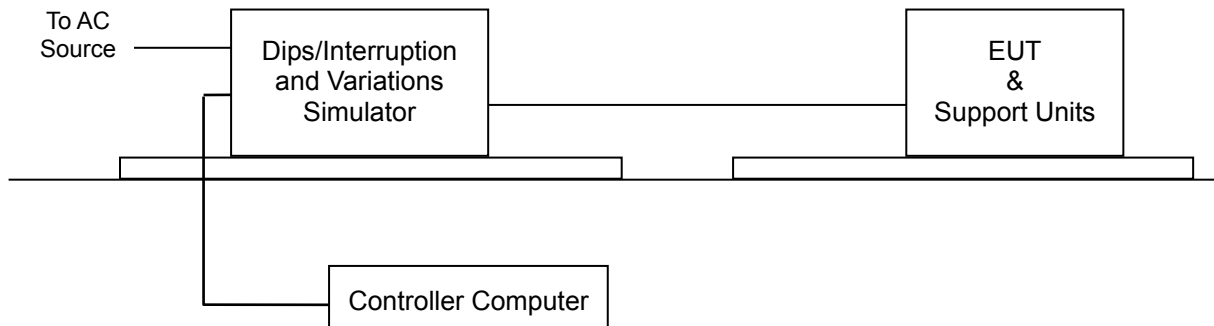 To AC
Source
Dips/Interruption
and Variations
Simulator
EUT
&
Support Units
Controller Computer